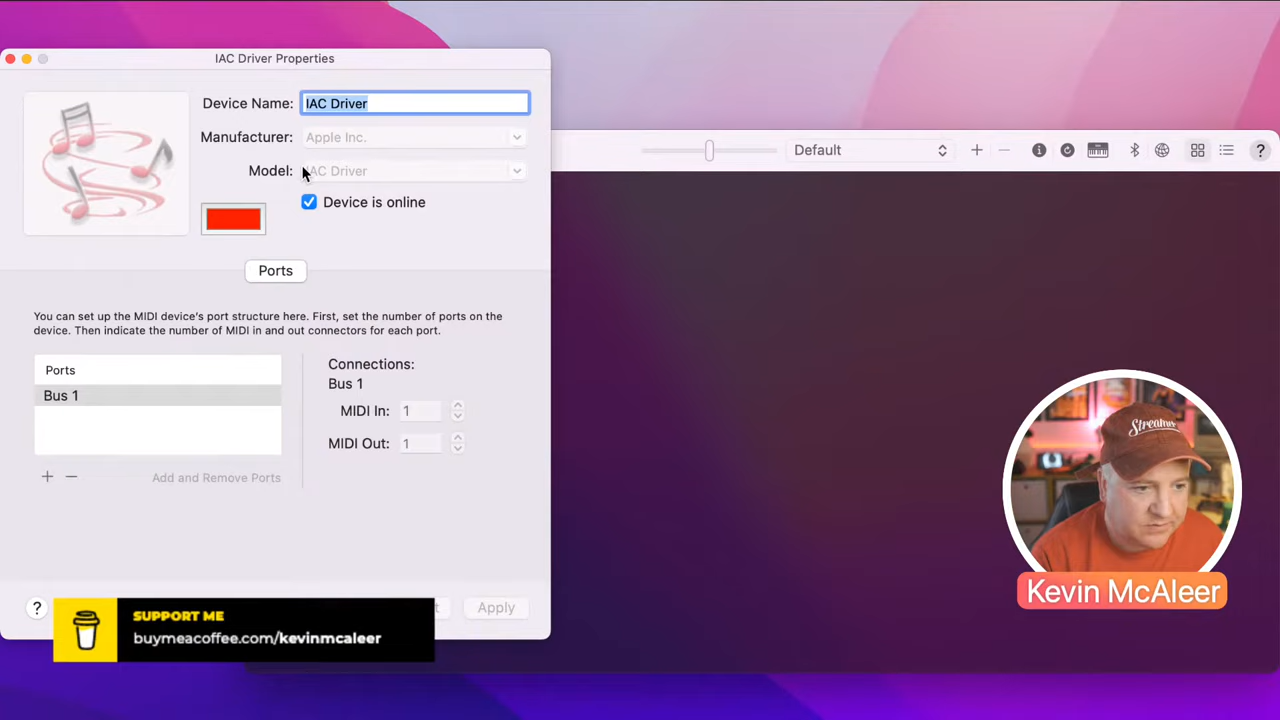 IAC Driver Properties
Device Name: IAC Driver
Manufacturer: Apple Inc.
Model: IAC Driver
Device is online
Default
?
Ports
You can set up the MIDI device's port structure here. First, set the number of ports on the
device. Then indicate the number of MIDI in and out connectors for each port.
Ports
Bus 1
Connections:
Bus 1
MIDI In: 1
MIDI Out: 1
+ − Add and Remove Ports
Streamer
Kevin McAleer
? Apply
SUPPORT ME
buymeacoffee.com/kevinmcaleer